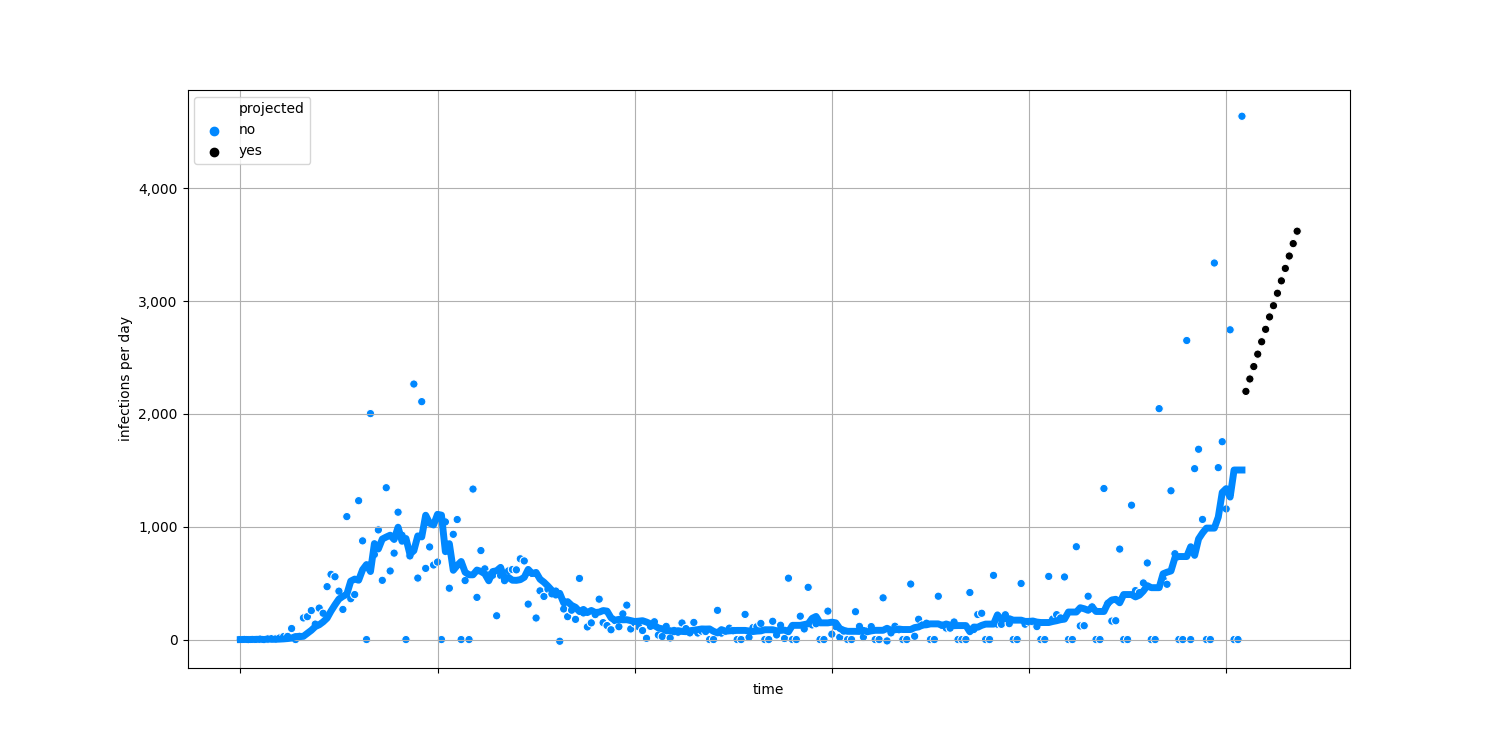 projected
no
yes
4,000
3,000
2,000
1,000
0
infections per day
time